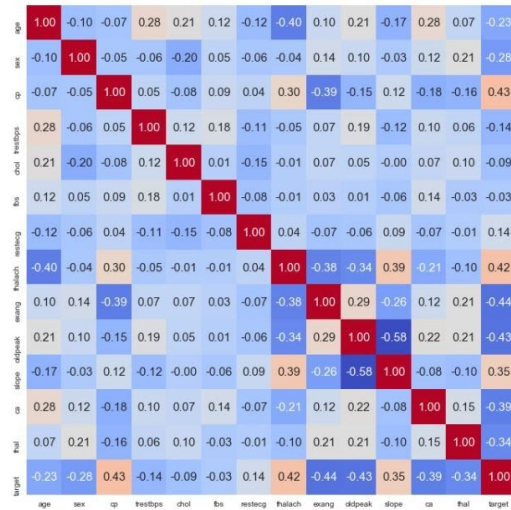 age 1.00 -0.10 -0.07 0.28 0.21 0.12 -0.12 -0.40 0.10 0.21 -0.17 0.28 0.07 -0.23
sex -0.10 1.00 -0.05 -0.06 -0.20 0.05 -0.06 -0.04 0.14 0.10 -0.03 0.12 0.21 -0.28
cp -0.07 -0.05 1.00 0.05 -0.08 0.09 0.04 0.30 -0.39 -0.15 0.12 -0.18 -0.16 0.43
trestbps 0.28 -0.06 0.05 1.00 0.12 0.18 -0.11 -0.05 0.07 0.19 -0.12 0.10 0.06 -0.14
chol 0.21 -0.20 -0.08 0.12 1.00 0.01 -0.15 -0.01 0.07 0.05 -0.00 0.07 0.10 -0.09
fbs 0.12 0.05 0.09 0.18 0.01 1.00 -0.08 -0.01 0.03 0.01 -0.06 0.14 -0.03 -0.03
restecg -0.12 -0.06 0.04 -0.11 -0.15 -0.08 1.00 0.04 -0.07 -0.06 0.09 -0.07 -0.01 0.14
thalach -0.40 -0.04 0.30 -0.05 -0.01 -0.01 0.04 1.00 -0.38 -0.34 0.39 -0.21 -0.10 0.42
exang 0.10 0.14 -0.39 0.07 0.07 0.03 -0.07 -0.38 1.00 0.29 -0.26 0.12 0.21 -0.44
oldpeak 0.21 0.10 -0.15 0.19 0.05 0.01 -0.06 -0.34 0.29 1.00 -0.58 0.22 0.21 -0.43
slope -0.17 -0.03 0.12 -0.12 -0.00 -0.06 0.09 0.39 -0.26 -0.58 1.00 -0.08 -0.10 0.35
ca 0.28 0.12 -0.18 0.10 0.07 0.14 -0.07 -0.21 0.12 0.22 -0.08 1.00 0.15 -0.39
thal 0.07 0.21 -0.16 0.06 0.10 -0.03 -0.01 -0.10 0.21 0.21 -0.10 0.15 1.00 -0.34
target -0.23 -0.28 0.43 -0.14 -0.09 -0.03 0.14 0.42 -0.44 -0.43 0.35 -0.39 -0.34 1.00
age sex cp trestbps chol fbs restecg thalach exang oldpeak slope ca thal target